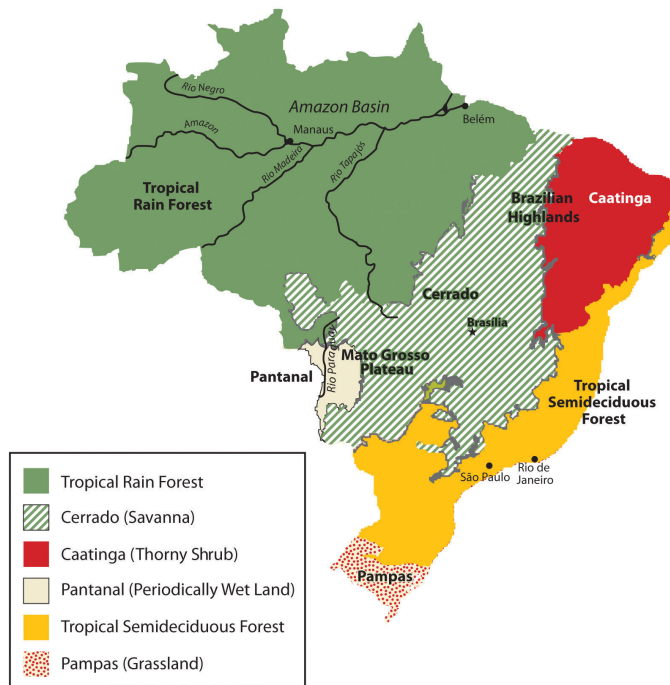 Rio Negro
Amazon Basin
Amazon
Manaus
Belém
Rio Madeira
Rio Tapajós
Tropical
Rain Forest
Brazilian
Highlands
Caatinga
Cerrado
Brasília
Rio Paraguay
Mato Grosso
Plateau
Pantanal
Tropical
Semideciduous
Forest
São Paulo
Rio de
Janeiro
Pampas
Tropical Rain Forest
Cerrado (Savanna)
Caatinga (Thorny Shrub)
Pantanal (Periodically Wet Land)
Tropical Semideciduous Forest
Pampas (Grassland)